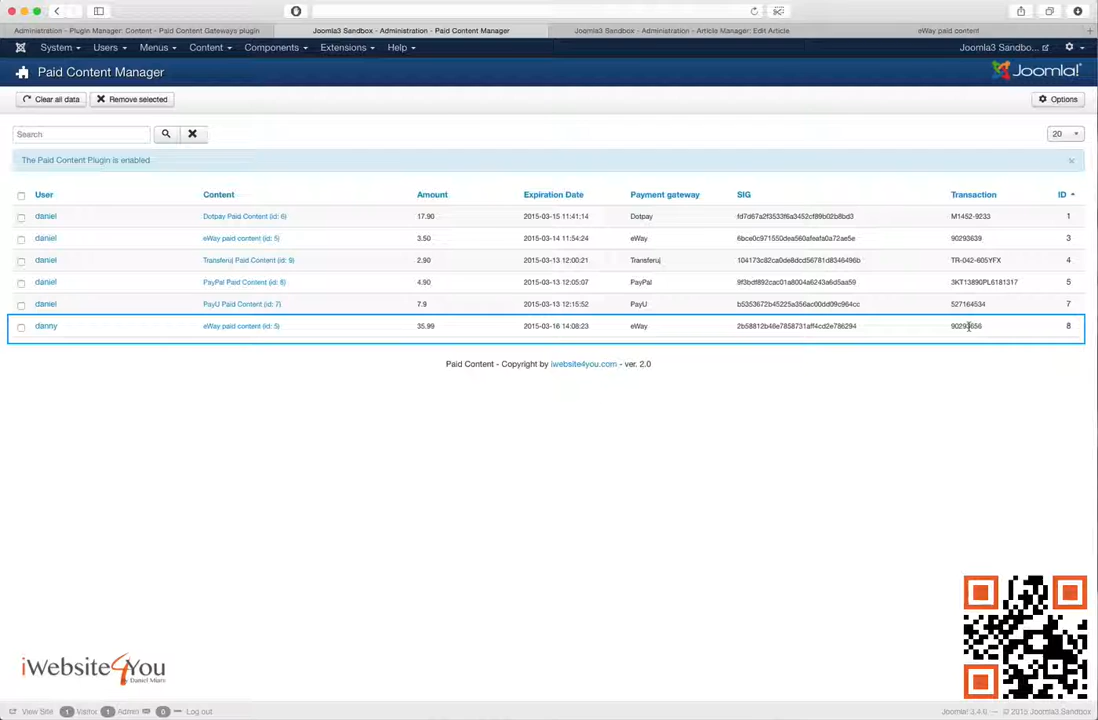 Administration - Plugin Manager: Content - Paid Content Gateways plugin
Joomla3 Sandbox - Administration - Paid Content Manager
Joomla3 Sandbox - Administration - Article Manager: Edit Article
eWay paid content
System Users Menus Content Components Extensions Help Joomla3 Sandbo...
Paid Content Manager Joomla!
Clear all data Remove selected Options
Search 20
The Paid Content Plugin is enabled
User Content Amount Expiration Date Payment gateway SIG Transaction ID
daniel Dotpay Paid Content (id: 6) 17.90 2015-03-15 11:41:14 Dotpay fd7d67a2f3533f6a3452cf89b02b8bd3 M1452-9233 1
daniel eWay paid content (id: 5) 3.50 2015-03-14 11:54:24 eWay 6bce0c971550dea560afeafa0a72ae5e 90293639 3
daniel Transferuj Paid Content (id: 9) 2.90 2015-03-13 12:00:21 Transferuj 104173c82ca0de8dcd56781d8346496b TR-042-605YFX 4
daniel PayPal Paid Content (id: 8) 4.90 2015-03-13 12:05:07 PayPal 9f3bdf892cac01a8004a6243a6d5aa59 3KT13890PL6181317 5
daniel PayU Paid Content (id: 7) 7.9 2015-03-13 12:15:52 PayU b5353672b45225a356ac00dd09c964cc 527164534 7
danny eWay paid content (id: 5) 35.99 2015-03-16 14:08:23 eWay 2b58812b46e7858731aff4cd2e786294 8
Paid Content - Copyright by iwebsite4you.com - ver. 2.0
iWebsite4You
View Site 1 1 Admin 0 Log out Joomla! 3.4.6 — © 2015 Joomla3 Sandbox